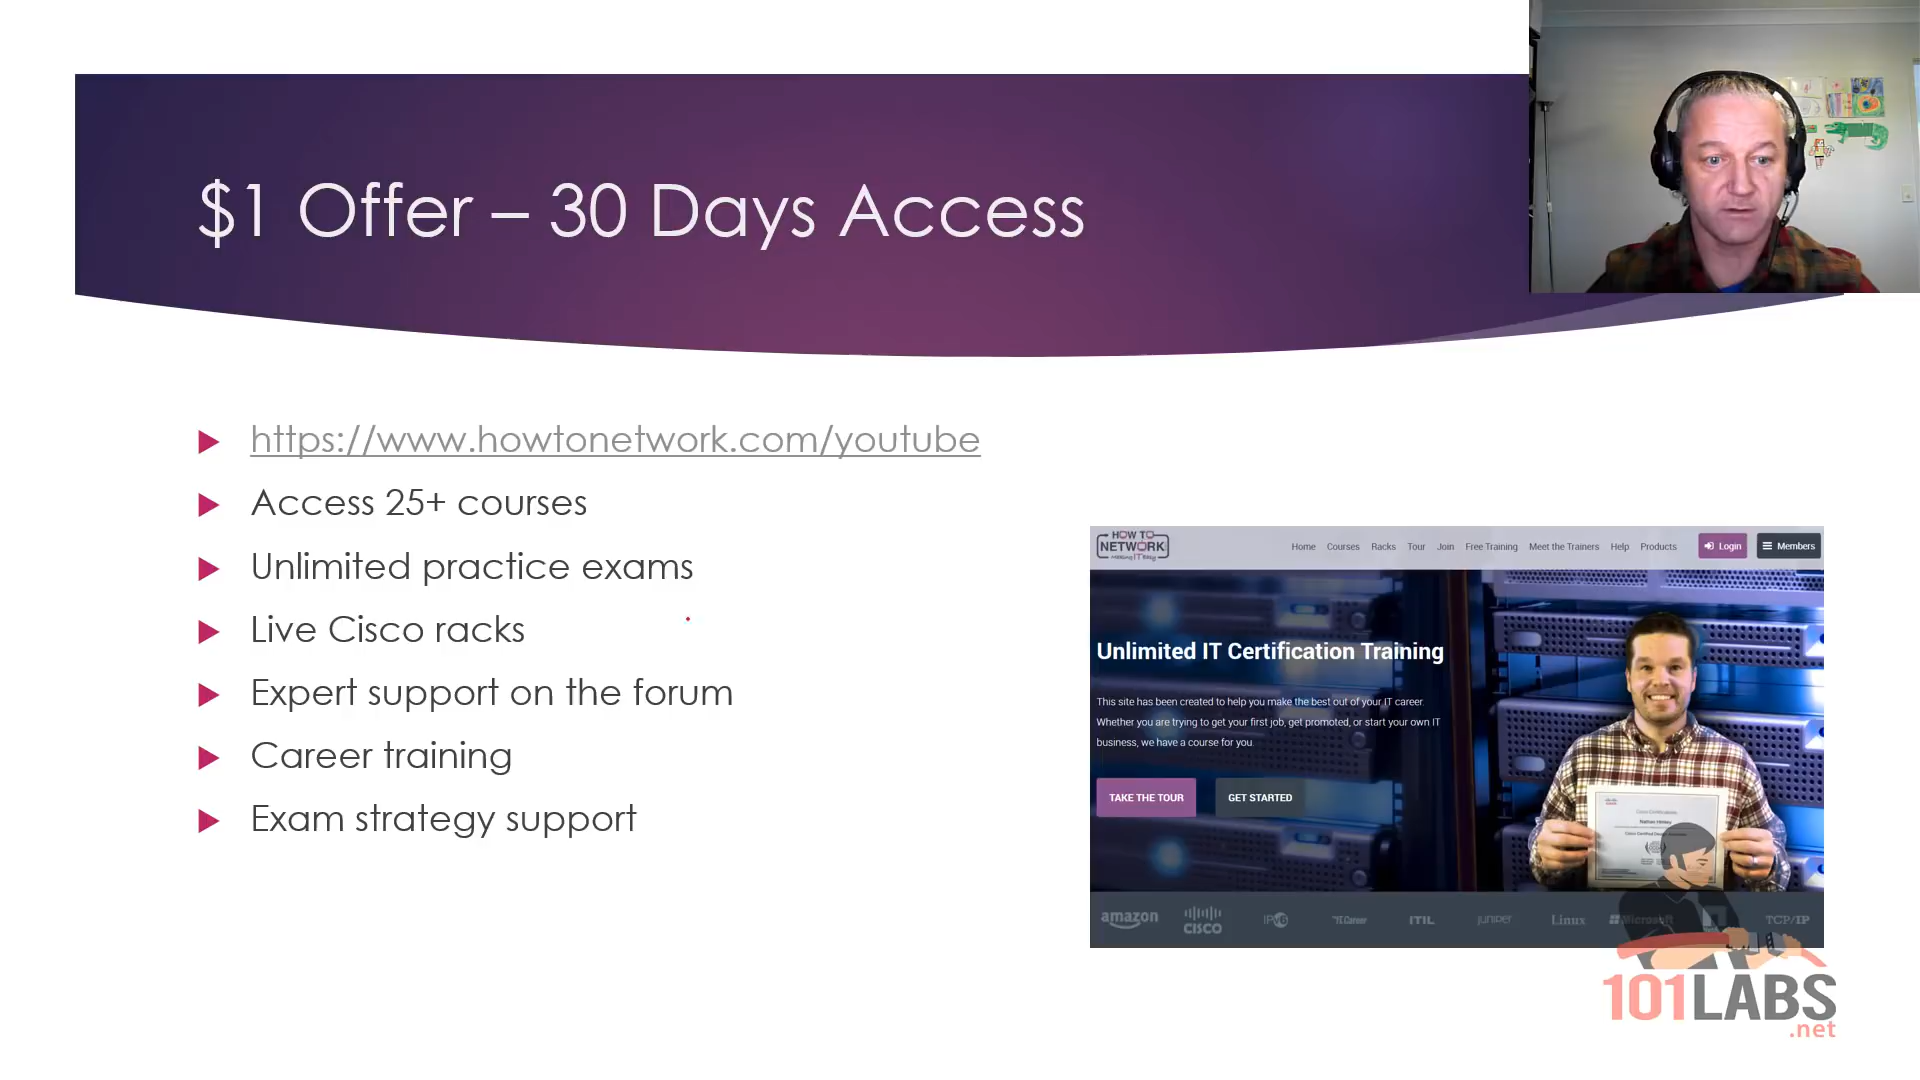 $1 Offer – 30 Days Access
https://www.howtonetwork.com/youtube
Access 25+ courses
Unlimited practice exams
Live Cisco racks
Expert support on the forum
Career training
Exam strategy support
HOW TO
NETWORK
Home Courses Racks Tour Join Free Training Meet the Trainers Help Products Login Members
Unlimited IT Certification Training
This site has been created to help you make the best out of your IT career.
Whether you are trying to get your first job, get promoted, or start your own IT
business, we have a course for you.
TAKE THE TOUR GET STARTED
amazon CISCO IPv6 ITIL JUNIPER Linux Microsoft TCP/IP
101LABS
.net